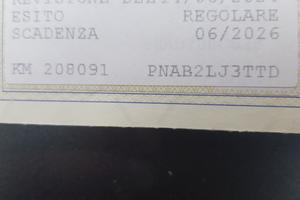 ESITO REGOLARE
SCADENZA 06/2026
KM 208091 PNAB2LJ3TTD